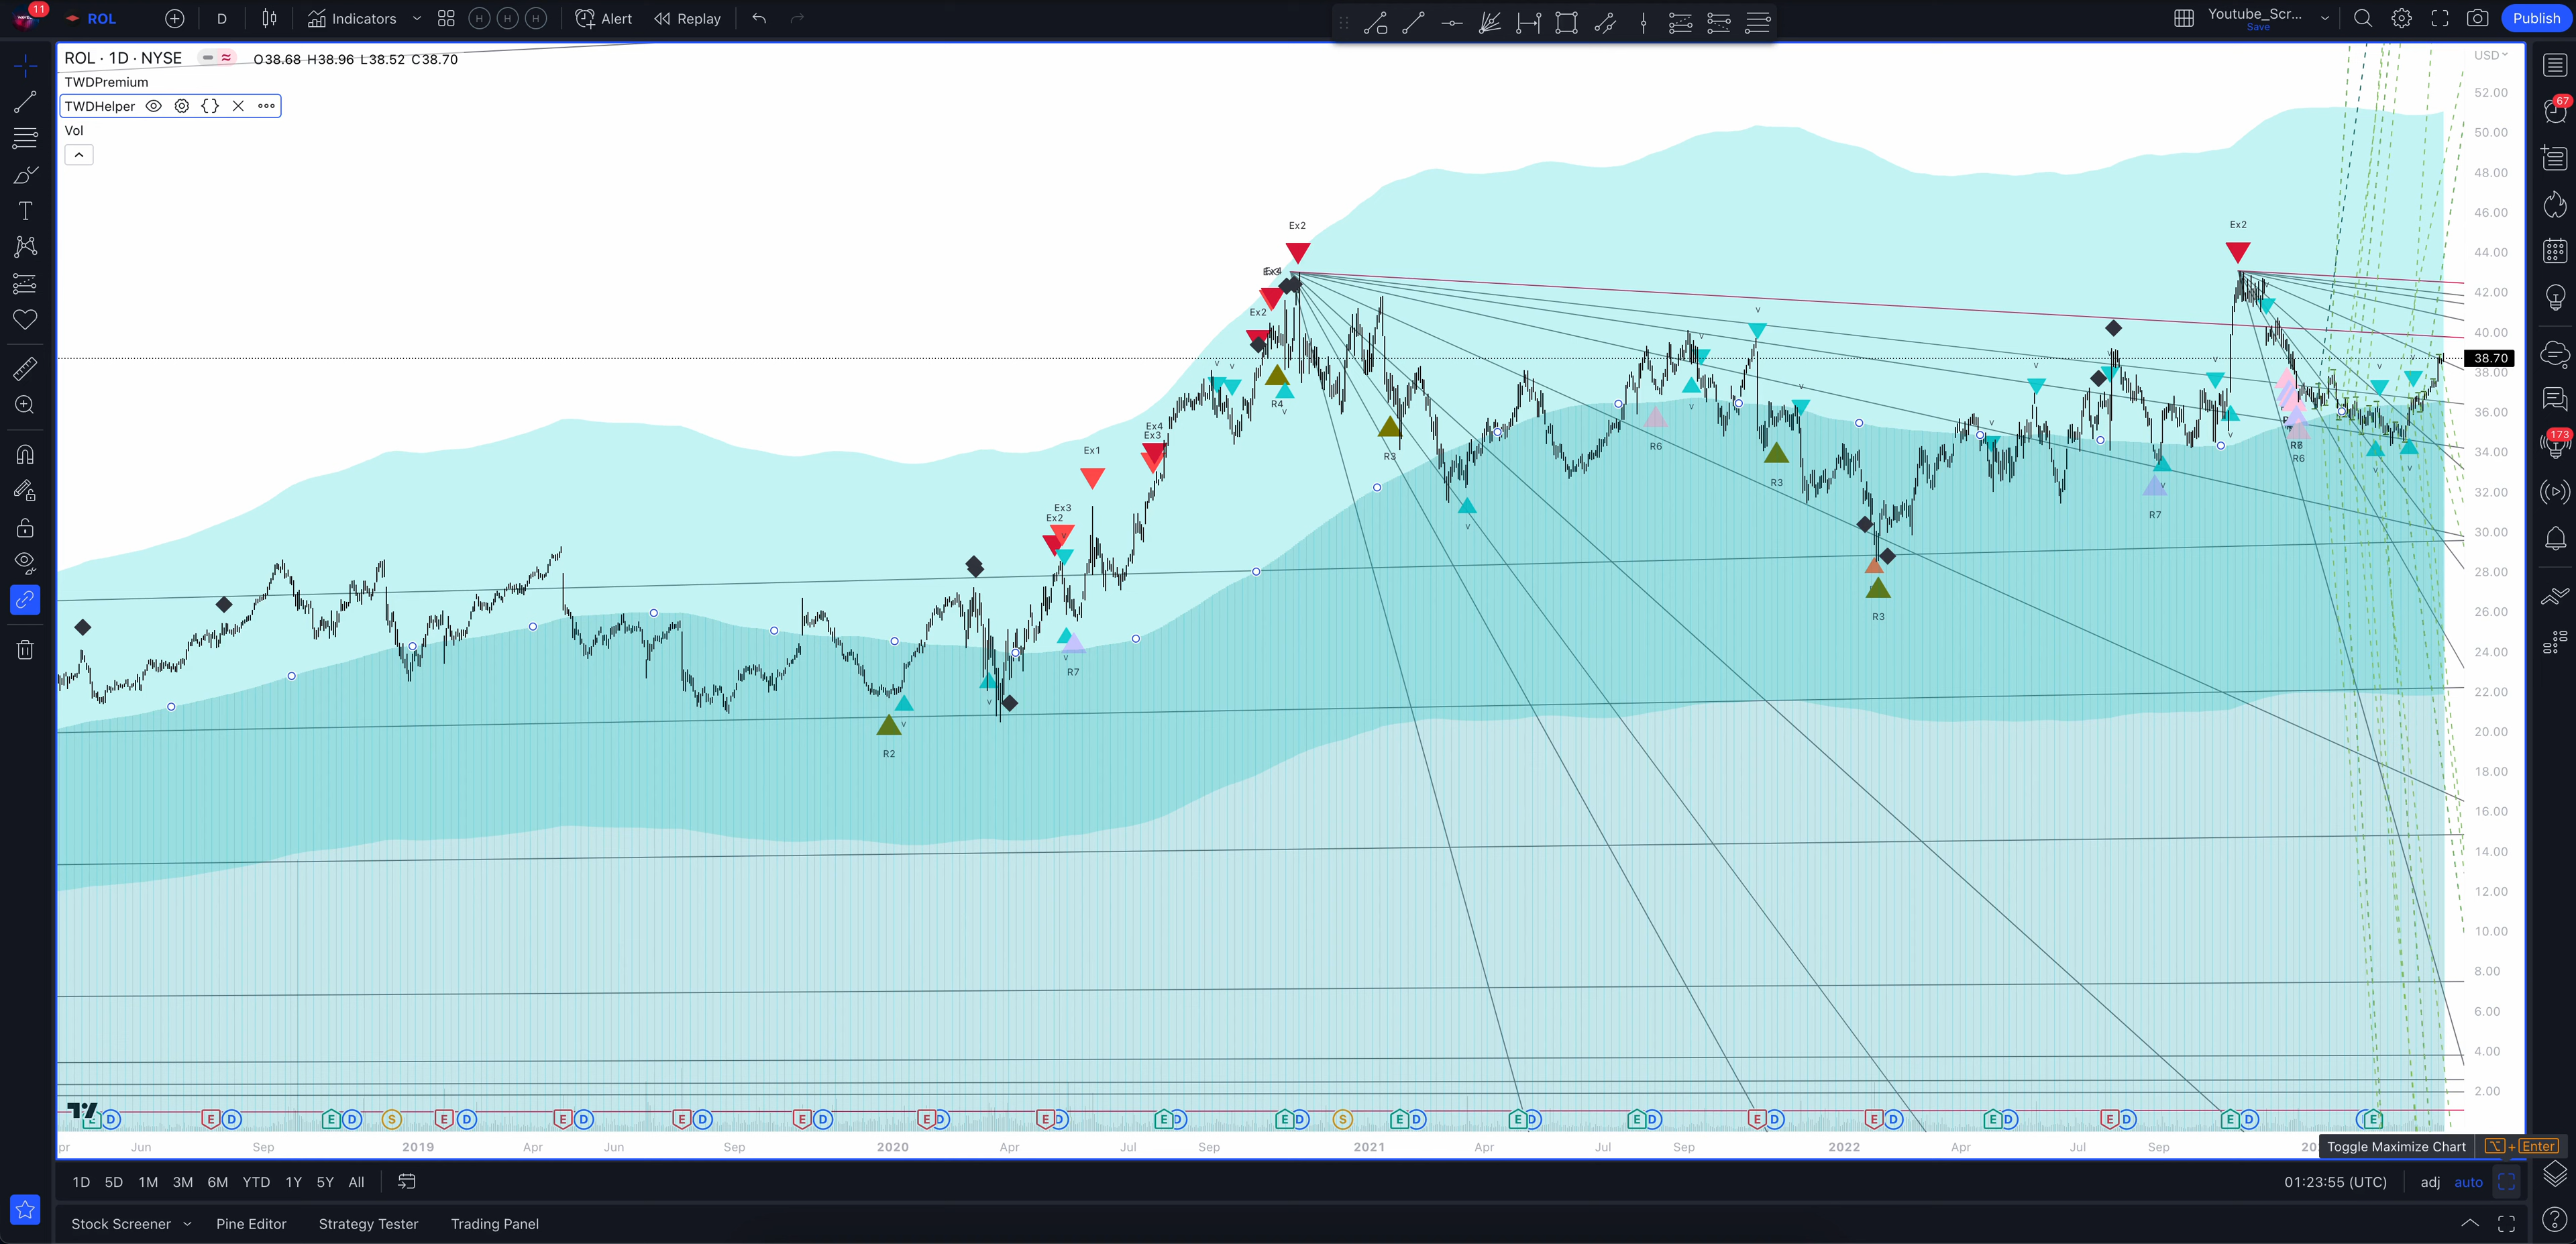 11
ROL
D
Indicators
H H H
Alert
Replay
Youtube_Scr...
Save
Publish
ROL · 1D · NYSE
O38.68 H38.96 L38.52 C38.70
TWDPremium
TWDHelper
Vol
USD
52.00
50.00
48.00
46.00
44.00
42.00
40.00
38.70
38.00
36.00
34.00
32.00
30.00
28.00
26.00
24.00
22.00
20.00
18.00
16.00
14.00
12.00
10.00
8.00
6.00
4.00
2.00
67
173
Ex2
Ex2
Ex2
R4
Ex4
Ex3
Ex1
Ex3
Ex2
R3
R6
R3
R6
R7
R3
R7
R2
E D E D E D S E D E D E D E D E D E D E D E D S E D E D E D E D E D E D E D E D E
Jun Sep 2019 Apr Jun Sep 2020 Apr Jul Sep 2021 Apr Jul Sep 2022 Apr Jul Sep
Toggle Maximize Chart
+ Enter
1D 5D 1M 3M 6M YTD 1Y 5Y All
01:23:55 (UTC)
adj
auto
Stock Screener
Pine Editor
Strategy Tester
Trading Panel